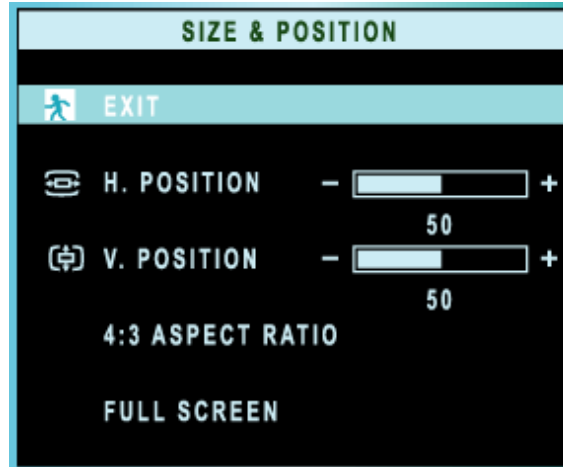 SIZE & POSITION
EXIT
H. POSITION - +
50
V. POSITION - +
50
4:3 ASPECT RATIO
FULL SCREEN